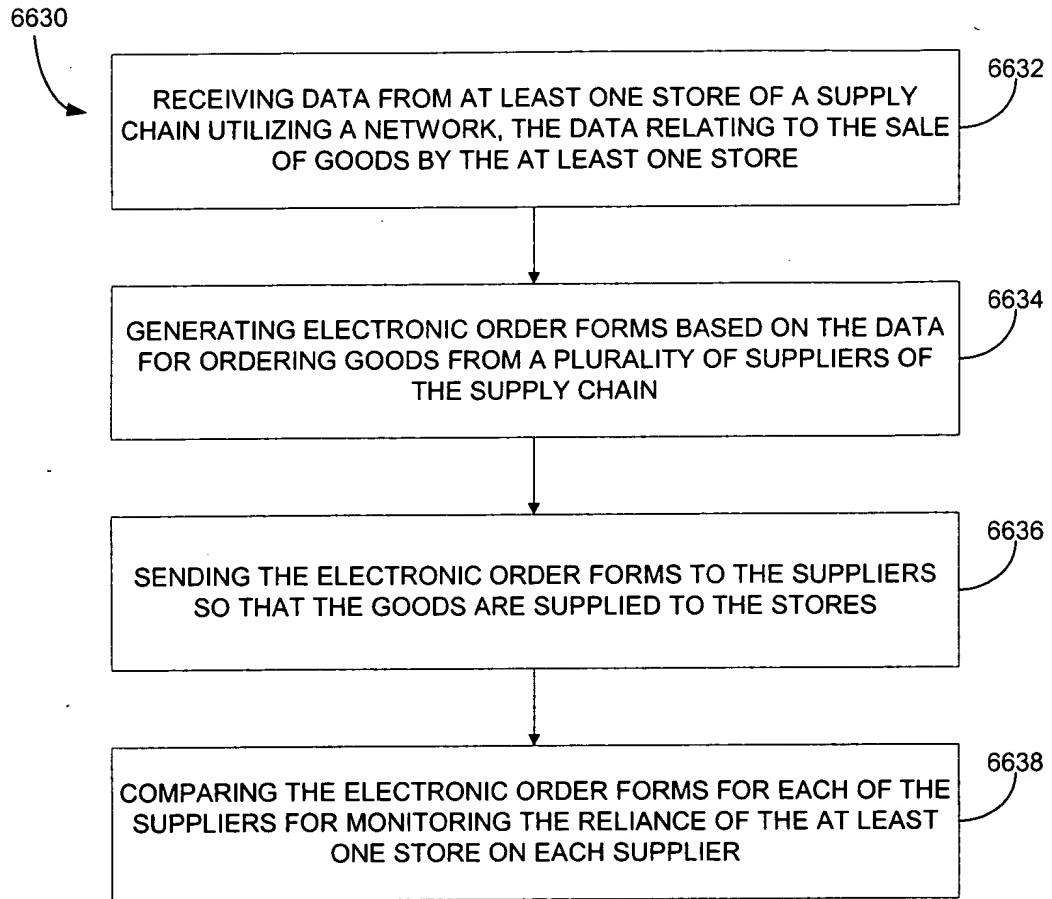 6630
6632
RECEIVING DATA FROM AT LEAST ONE STORE OF A SUPPLY
CHAIN UTILIZING A NETWORK, THE DATA RELATING TO THE SALE
OF GOODS BY THE AT LEAST ONE STORE
6634
GENERATING ELECTRONIC ORDER FORMS BASED ON THE DATA
FOR ORDERING GOODS FROM A PLURALITY OF SUPPLIERS OF
THE SUPPLY CHAIN
6636
SENDING THE ELECTRONIC ORDER FORMS TO THE SUPPLIERS
SO THAT THE GOODS ARE SUPPLIED TO THE STORES
6638
COMPARING THE ELECTRONIC ORDER FORMS FOR EACH OF THE
SUPPLIERS FOR MONITORING THE RELIANCE OF THE AT LEAST
ONE STORE ON EACH SUPPLIER